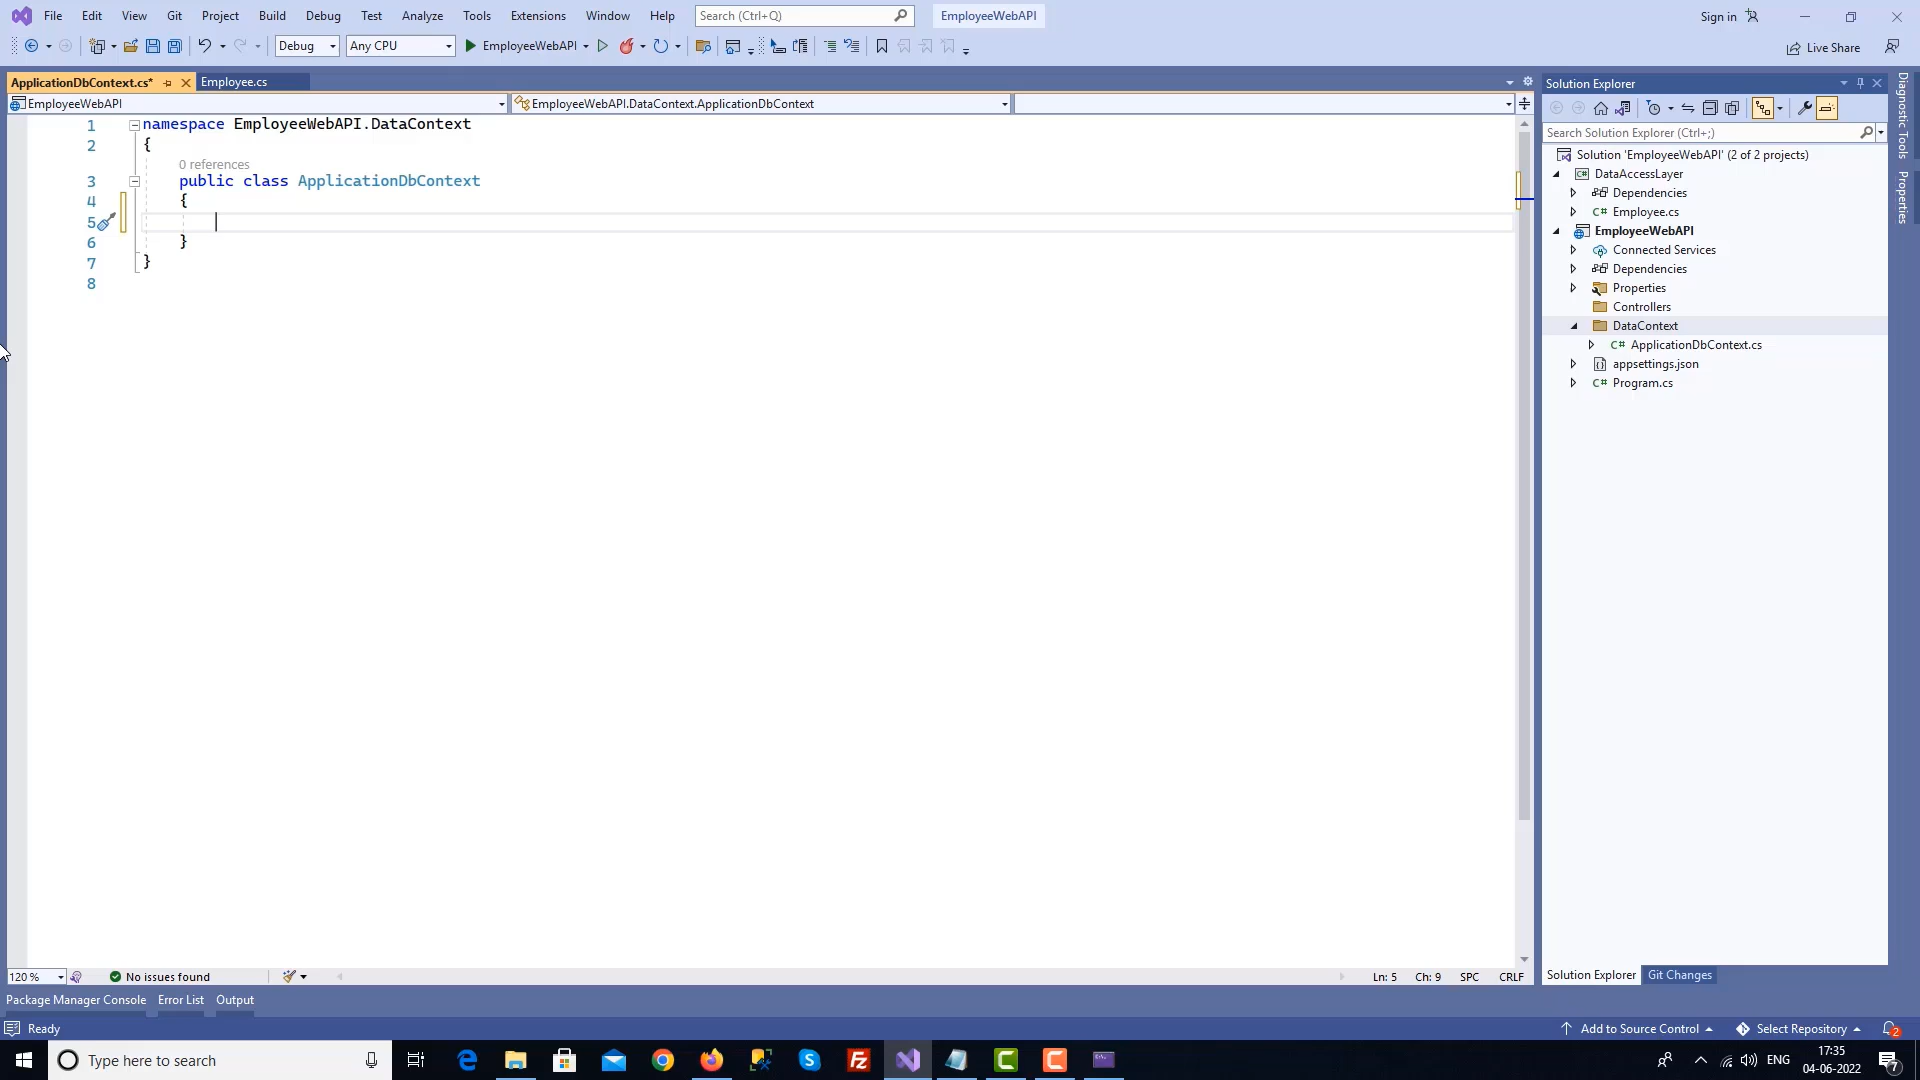 File Edit View Git Project Build Debug Test Analyze Tools Extensions Window Help Search (Ctrl+Q) EmployeeWebAPI Sign in
Debug Any CPU EmployeeWebAPI Live Share
ApplicationDbContext.cs* Employee.cs
EmployeeWebAPI EmployeeWebAPI.DataContext.ApplicationDbContext
1 namespace EmployeeWebAPI.DataContext
2 {
0 references
3 public class ApplicationDbContext
4 {
5
6 }
7 }
8
Solution Explorer
Search Solution Explorer (Ctrl+;)
Solution 'EmployeeWebAPI' (2 of 2 projects)
DataAccessLayer
Dependencies
C# Employee.cs
EmployeeWebAPI
Connected Services
Dependencies
Properties
Controllers
DataContext
C# ApplicationDbContext.cs
appsettings.json
C# Program.cs
Diagnostic Tools
Properties
120 % No issues found Ln: 5 Ch: 9 SPC CRLF
Solution Explorer Git Changes
Package Manager Console Error List Output
Ready Add to Source Control Select Repository 2
Type here to search ENG 17:35
04-06-2022 7